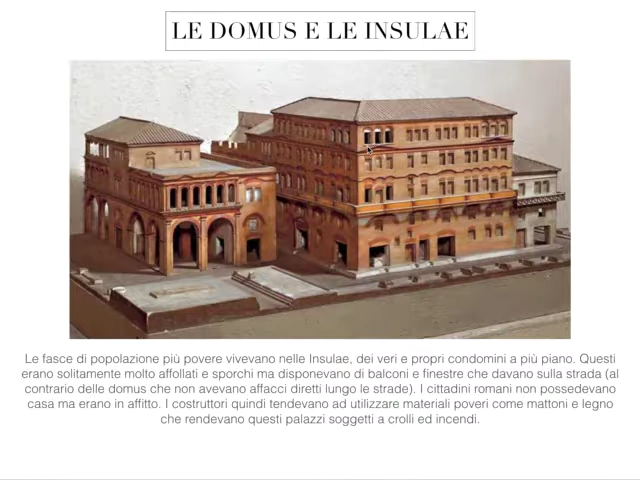 LE DOMUS E LE INSULAE
Le fasce di popolazione più povere vivevano nelle Insulae, dei veri e propri condomini a più piano. Questi
erano solitamente molto affollati e sporchi ma disponevano di balconi e finestre che davano sulla strada (al
contrario delle domus che non avevano affacci diretti lungo le strade). I cittadini romani non possedevano
casa ma erano in affitto. I costruttori quindi tendevano ad utilizzare materiali poveri come mattoni e legno
che rendevano questi palazzi soggetti a crolli ed incendi.